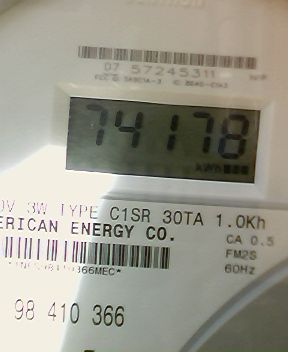 07 57245311
74178
kWh
0V 3W TYPE C1SR 30TA 1.0Kh
ERICAN ENERGY CO.
CA 0.5
FM2S
60Hz
98 410 366